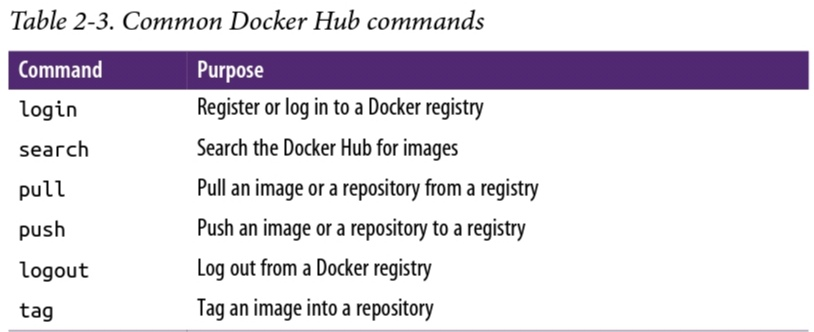 Table 2-3. Common Docker Hub commands
Command Purpose
login Register or log in to a Docker registry
search Search the Docker Hub for images
pull Pull an image or a repository from a registry
push Push an image or a repository to a registry
logout Log out from a Docker registry
tag Tag an image into a repository